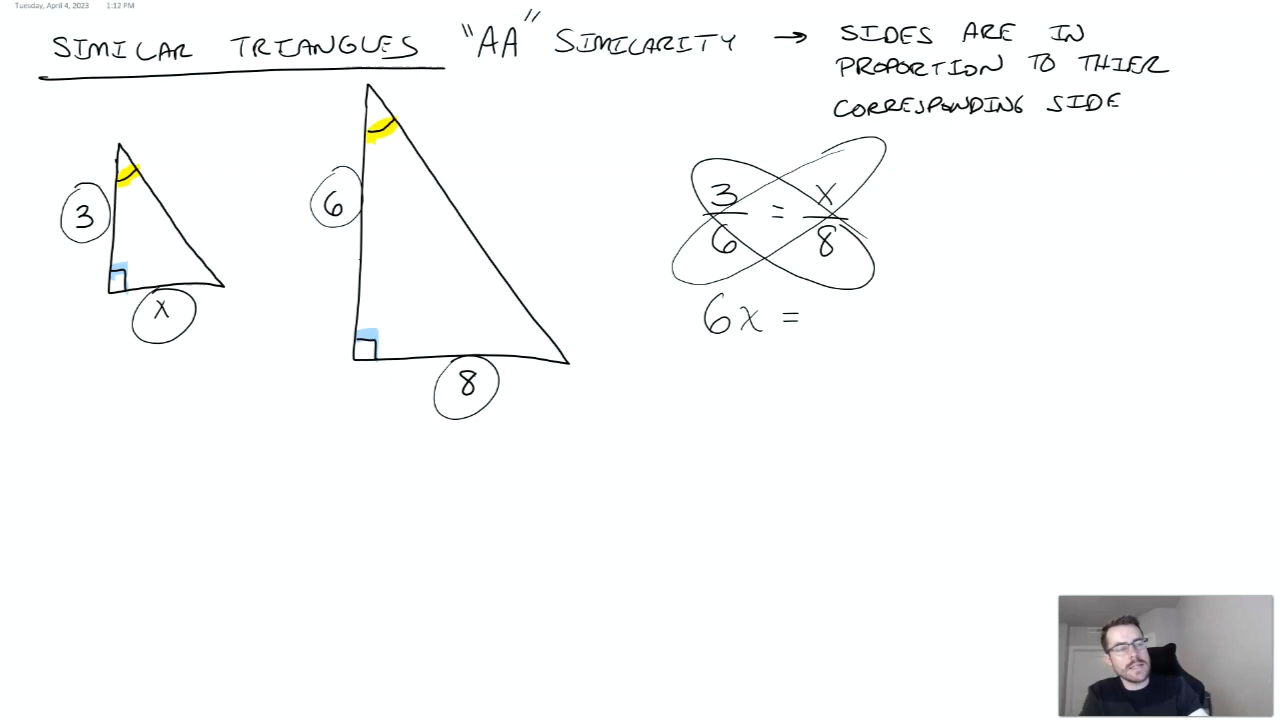 Tuesday, April 4, 2023 1:12 PM
SIMILAR TRIANGLES "AA" SIMILARITY → SIDES ARE IN
PROPORTION TO THIER
CORRESPONDING SIDE
3
x
6
8
3/6 = x/8
6x =